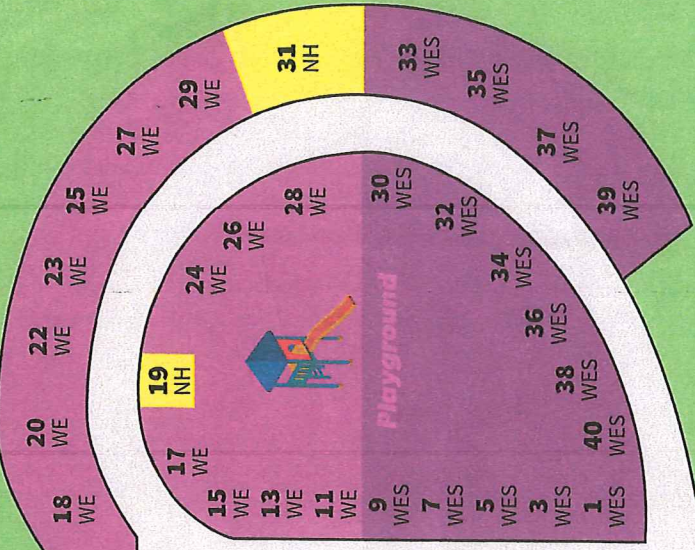 18
WE
20
WE
22
WE
23
WE
25
WE
27
WE
29
WE
31
NH
33
WES
35
WES
37
WES
39
WES
19
NH
17
WE
15
WE
13
WE
11
WE
24
WE
26
WE
28
WE
Playground
30
WES
32
WES
34
WES
36
WES
38
WES
40
WES
9
WES
7
WES
5
WES
3
WES
1
WES